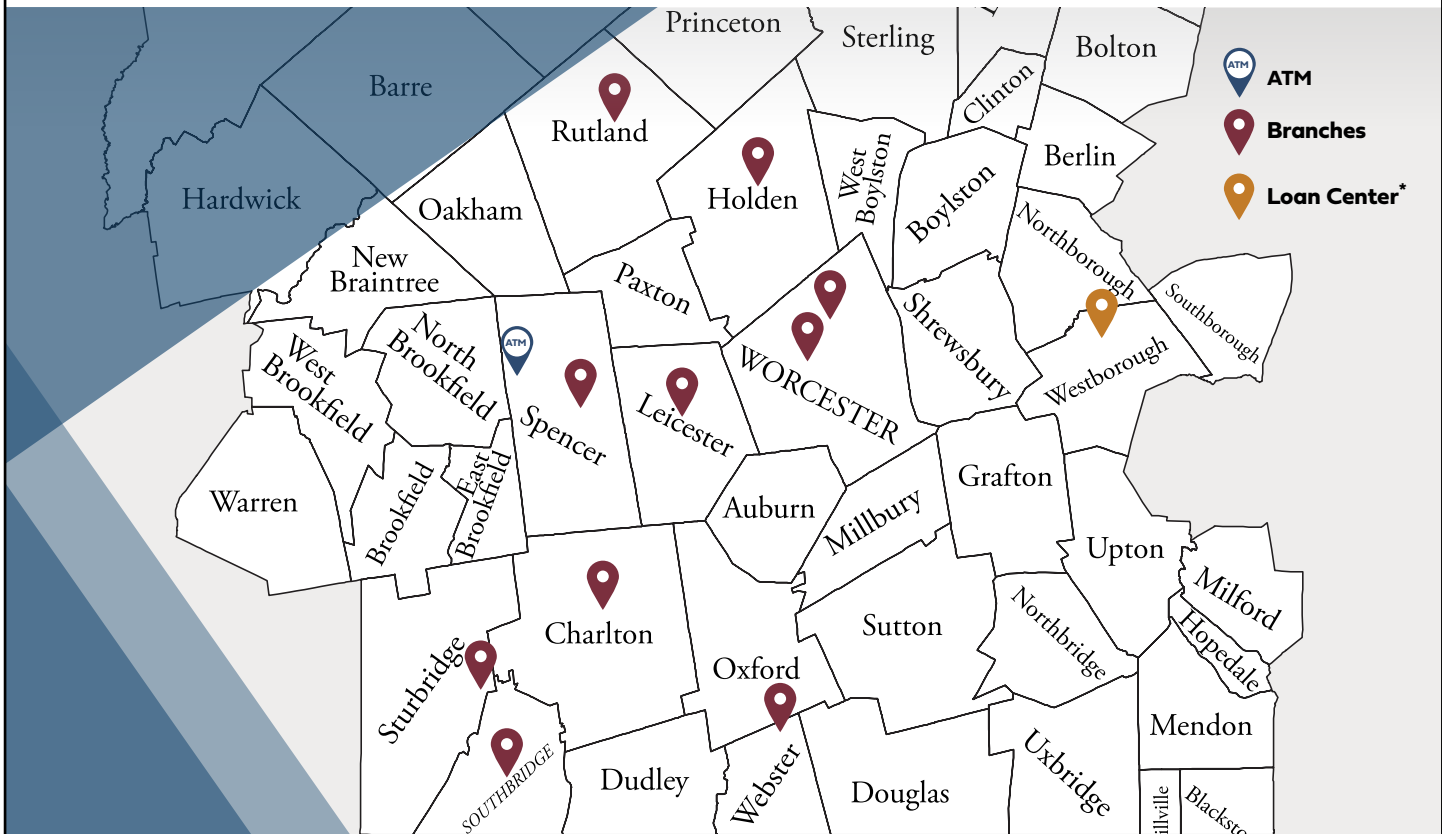 Princeton
Sterling
Bolton
ATM
ATM
Barre
Clinton
Rutland
Branches
Berlin
West
Boylston
Hardwick
Holden
Boylston
Loan Center*
Oakham
Northborough
New
Braintree
Paxton
Southborough
Shrewsbury
North
Brookfield
ATM
West
Brookfield
WORCESTER
Westborough
Spencer
Leicester
Warren
Brookfield
East
Brookfield
Auburn
Millbury
Grafton
Upton
Milford
Charlton
Sutton
Northbridge
Hopedale
Sturbridge
Oxford
Mendon
SOUTHBRIDGE
Dudley
Webster
Douglas
Uxbridge
illville
Blacksto